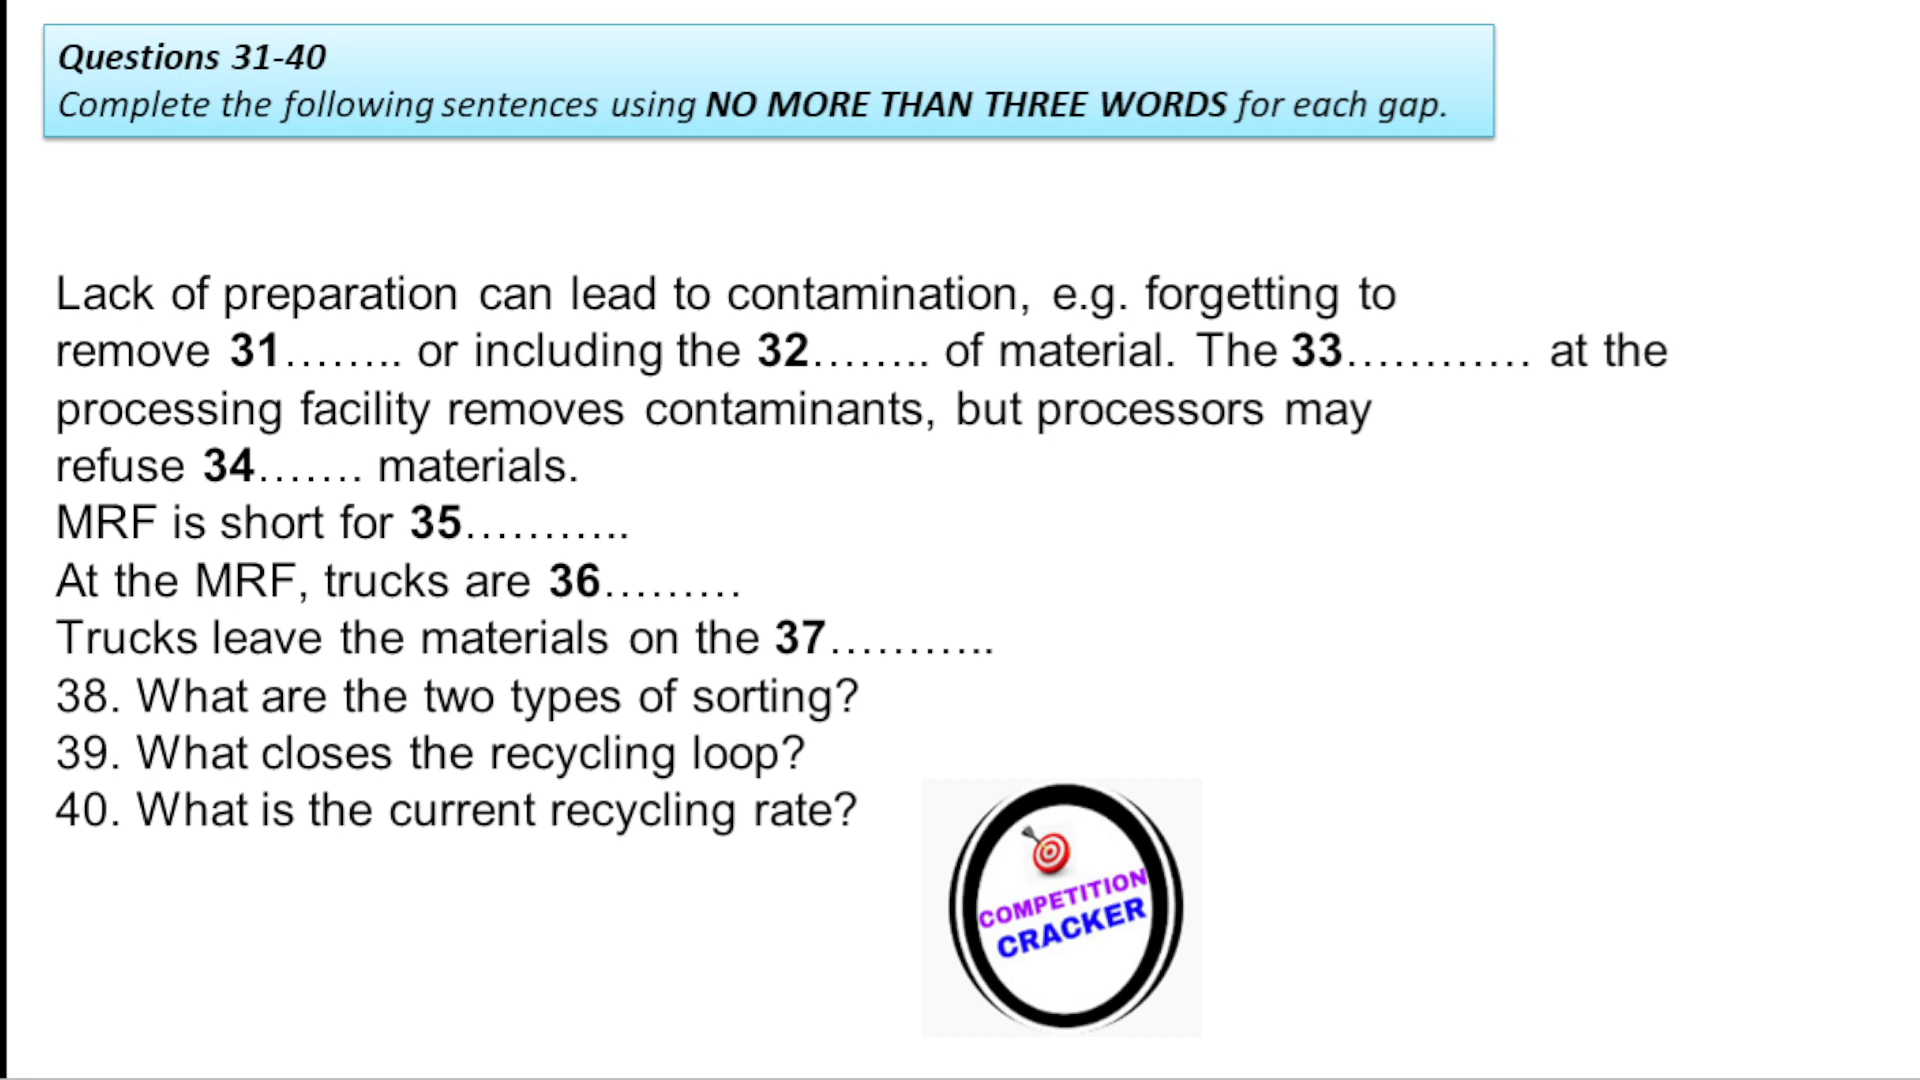 Questions 31-40
Complete the following sentences using NO MORE THAN THREE WORDS for each gap.
Lack of preparation can lead to contamination, e.g. forgetting to
remove 31........ or including the 32........ of material. The 33............ at the
processing facility removes contaminants, but processors may
refuse 34....... materials.
MRF is short for 35...........
At the MRF, trucks are 36.........
Trucks leave the materials on the 37...........
38. What are the two types of sorting?
39. What closes the recycling loop?
40. What is the current recycling rate?
COMPETITION
CRACKER